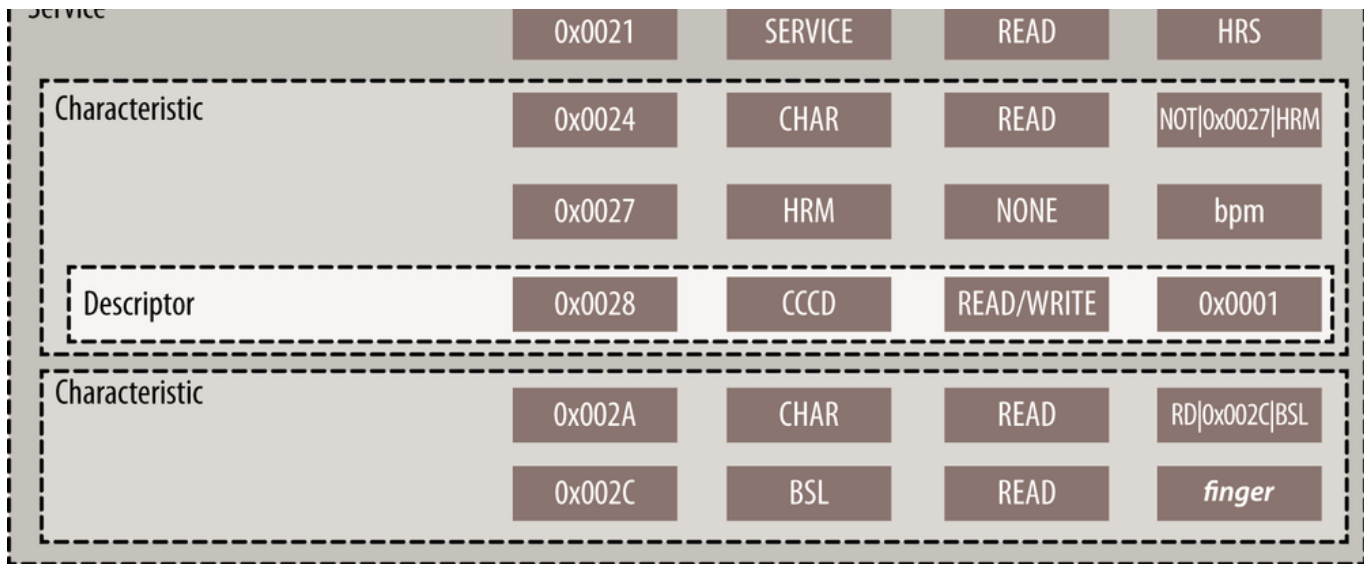 Service
0x0021 SERVICE READ HRS
Characteristic 0x0024 CHAR READ NOT|0x0027|HRM
0x0027 HRM NONE bpm
Descriptor 0x0028 CCCD READ/WRITE 0x0001
Characteristic 0x002A CHAR READ RD|0x002C|BSL
0x002C BSL READ finger